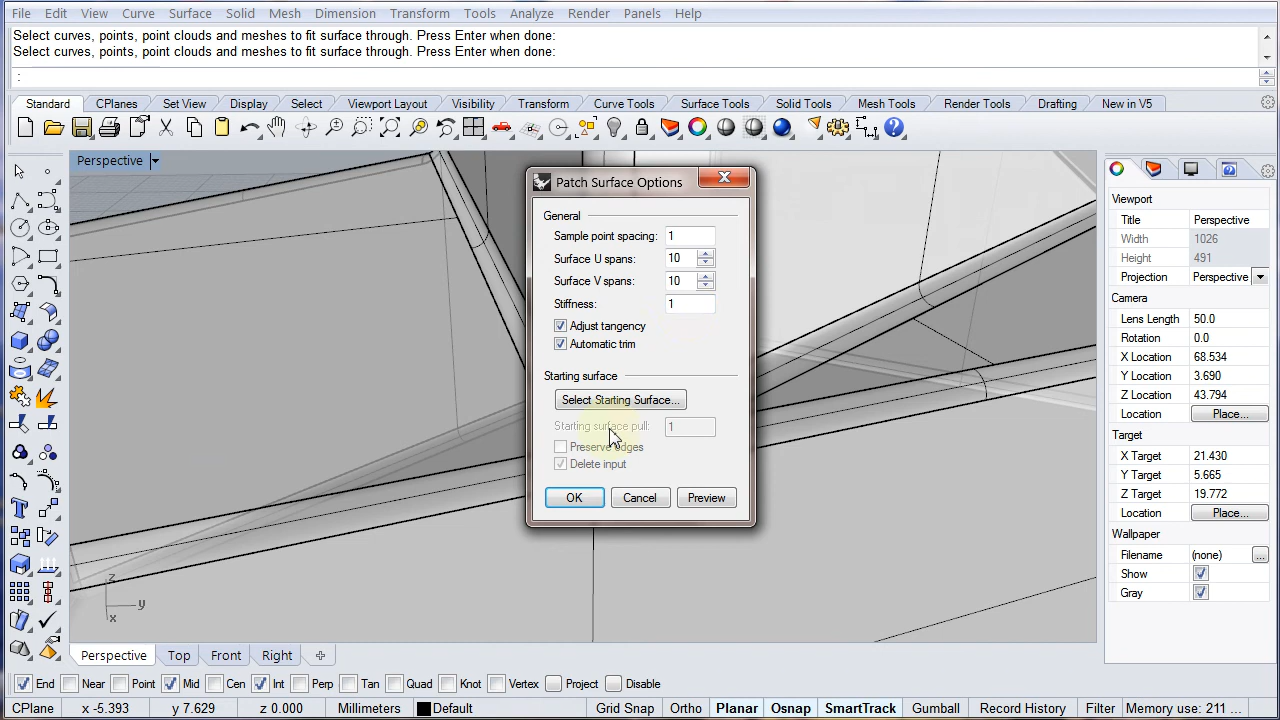 File Edit View Curve Surface Solid Mesh Dimension Transform Tools Analyze Render Panels Help
Select curves, points, point clouds and meshes to fit surface through. Press Enter when done:
Select curves, points, point clouds and meshes to fit surface through. Press Enter when done:
:
Standard CPlanes Set View Display Select Viewport Layout Visibility Transform Curve Tools Surface Tools Solid Tools Mesh Tools Render Tools Drafting New in V5
Perspective
Patch Surface Options
General
Sample point spacing: 1
Surface U spans: 10
Surface V spans: 10
Stiffness: 1
Adjust tangency
Automatic trim
Starting surface
Select Starting Surface...
Starting surface pull: 1
Preserve edges
Delete input
OK Cancel Preview
z
y
x
Viewport
Title Perspective
Width 1026
Height 491
Projection Perspective
Camera
Lens Length 50.0
Rotation 0.0
X Location 68.534
Y Location 3.690
Z Location 43.794
Location Place...
Target
X Target 21.430
Y Target 5.665
Z Target 19.772
Location Place...
Wallpaper
Filename (none) ...
Show
Gray
Perspective Top Front Right
End Near Point Mid Cen Int Perp Tan Quad Knot Vertex Project Disable
CPlane x -5.393 y 7.629 z 0.000 Millimeters Default Grid Snap Ortho Planar Osnap SmartTrack Gumball Record History Filter Memory use: 211 ...